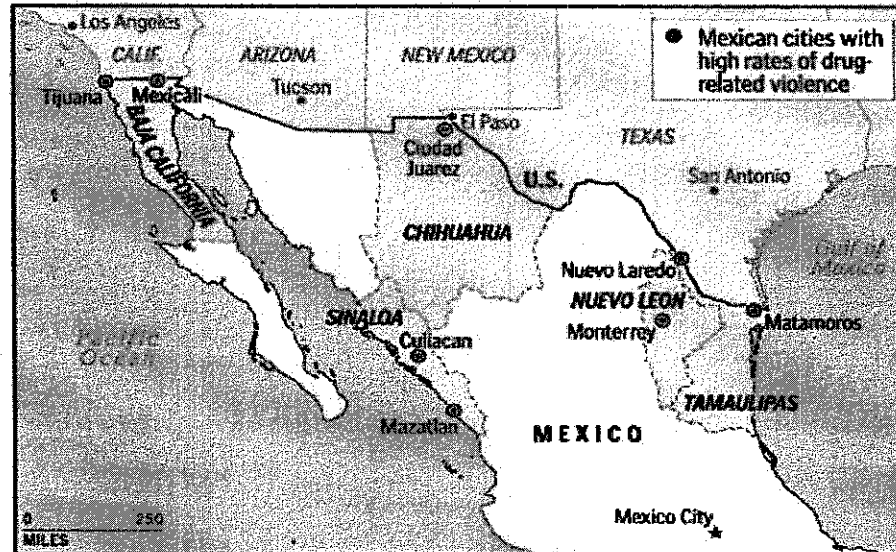 Los Angeles
CALIF.
ARIZONA
NEW MEXICO
Mexican cities with
high rates of drug-
related violence
Tijuana
Mexicali
Tucson
El Paso
Ciudad
Juarez
TEXAS
BAJA CALIFORNIA
U.S.
San Antonio
CHIHUAHUA
Gulf of
Mexico
Nuevo Laredo
NUEVO LEON
SINALOA
Monterrey
Matamoros
Pacific
Ocean
Culiacan
TAMAULIPAS
Mazatlan
MEXICO
0 250
MILES
Mexico City